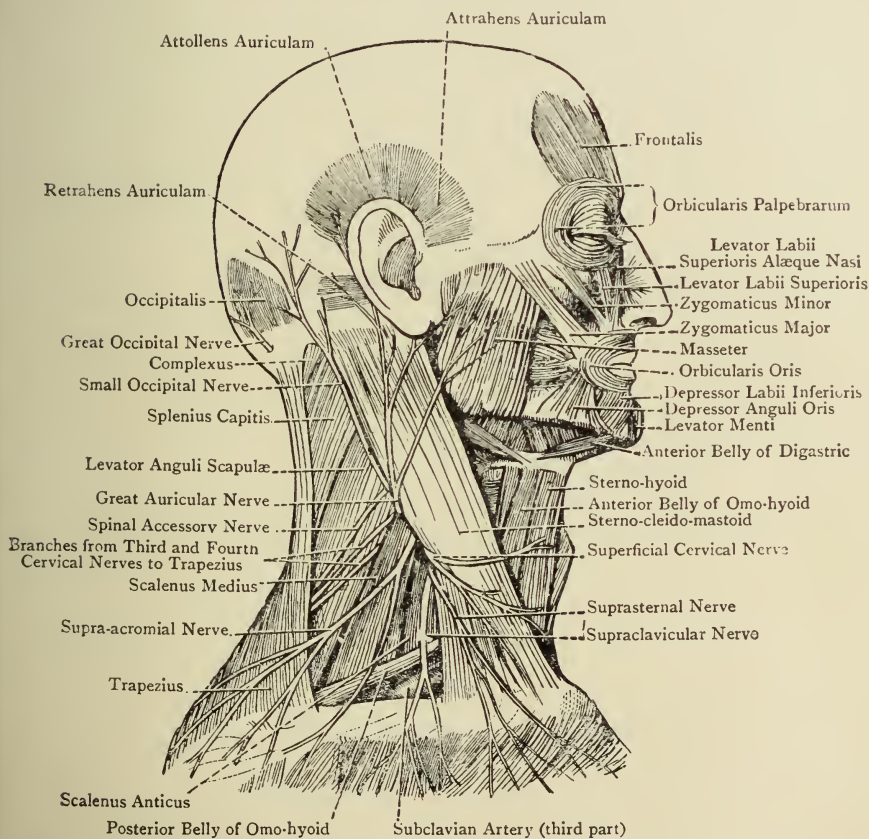 Attrahens Auriculam
Attollens Auriculam
Frontalis
Retrahens Auriculam
Orbicularis Palpebrarum
Levator Labii
Superioris Alæque Nasi
Levator Labii Superioris
Occipitalis
Zygomaticus Minor
Zygomaticus Major
Great Occipital Nerve
Masseter
Complexus
Orbicularis Oris
Small Occipital Nerve
Depressor Labii Inferioris
Splenius Capitis
Depressor Anguli Oris
Levator Menti
Anterior Belly of Digastric
Levator Anguli Scapulæ
Sterno-hyoid
Great Auricular Nerve
Anterior Belly of Omo-hyoid
Spinal Accessory Nerve
Sterno-cleido-mastoid
Branches from Third and Fourth
Cervical Nerves to Trapezius
Superficial Cervical Nerve
Scalenus Medius
Suprasternal Nerve
Supra-acromial Nerve
Supraclavicular Nerve
Trapezius
Scalenus Anticus
Posterior Belly of Omo-hyoid
Subclavian Artery (third part)